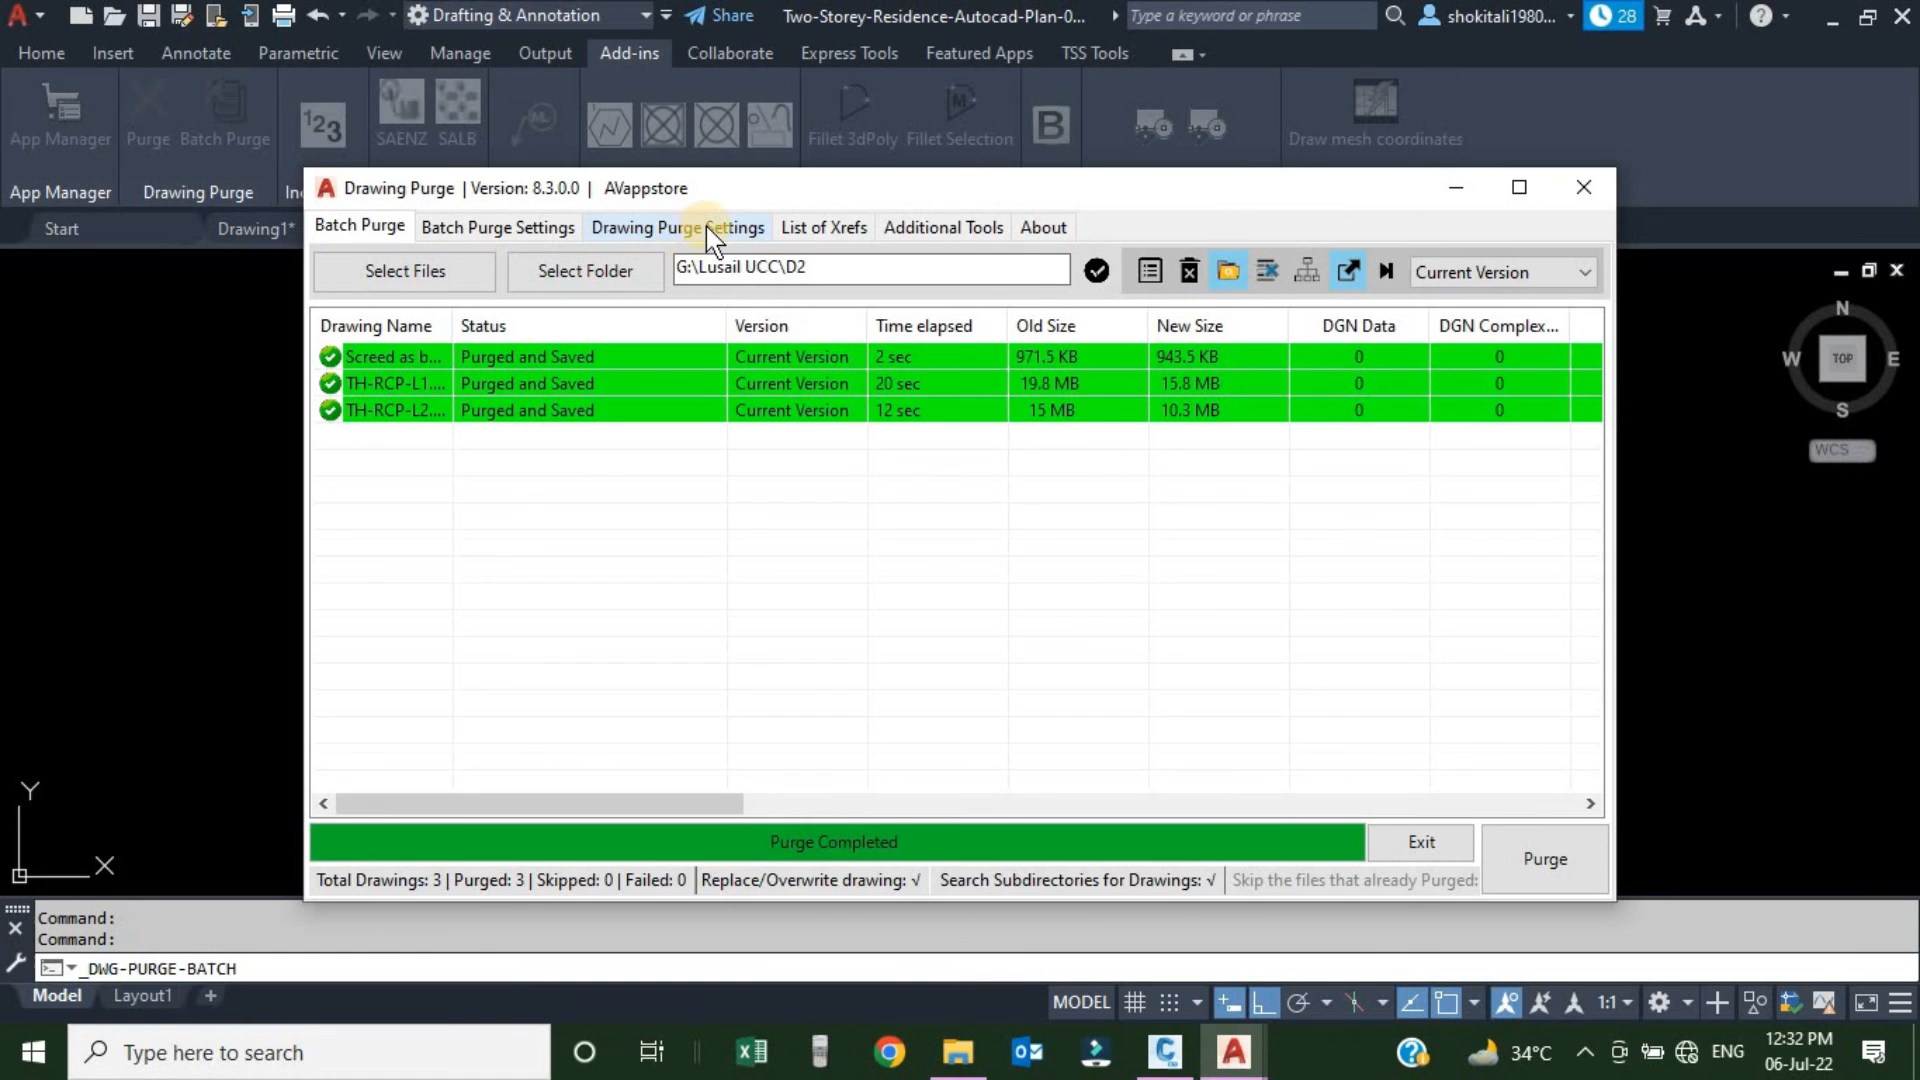 Drafting & Annotation Share Two-Storey-Residence-Autocad-Plan-0... Type a keyword or phrase shokitali1980... 28
Home Insert Annotate Parametric View Manage Output Add-ins Collaborate Express Tools Featured Apps TSS Tools
App Manager Purge Batch Purge 123 SAENZ SALB Fillet 3dPoly Fillet Selection B Draw mesh coordinates
App Manager Drawing Purge
Start Drawing1*
Drawing Purge | Version: 8.3.0.0 | AVappstore
Batch Purge Batch Purge Settings Drawing Purge Settings List of Xrefs Additional Tools About
Select Files Select Folder G:\Lusail UCC\D2 Current Version
Drawing Name Status Version Time elapsed Old Size New Size DGN Data DGN Complex...
Screed as b... Purged and Saved Current Version 2 sec 971.5 KB 943.5 KB 0 0
TH-RCP-L1.... Purged and Saved Current Version 20 sec 19.8 MB 15.8 MB 0 0
TH-RCP-L2.... Purged and Saved Current Version 12 sec 15 MB 10.3 MB 0 0
N
W TOP E
S
WCS
Y
X
Purge Completed Exit Purge
Total Drawings: 3 | Purged: 3 | Skipped: 0 | Failed: 0 Replace/Overwrite drawing: √ Search Subdirectories for Drawings: √ Skip the files that already Purged:
Command:
Command:
_DWG-PURGE-BATCH
Model Layout1 + MODEL 1:1
Type here to search 34°C ENG 12:32 PM
06-Jul-22